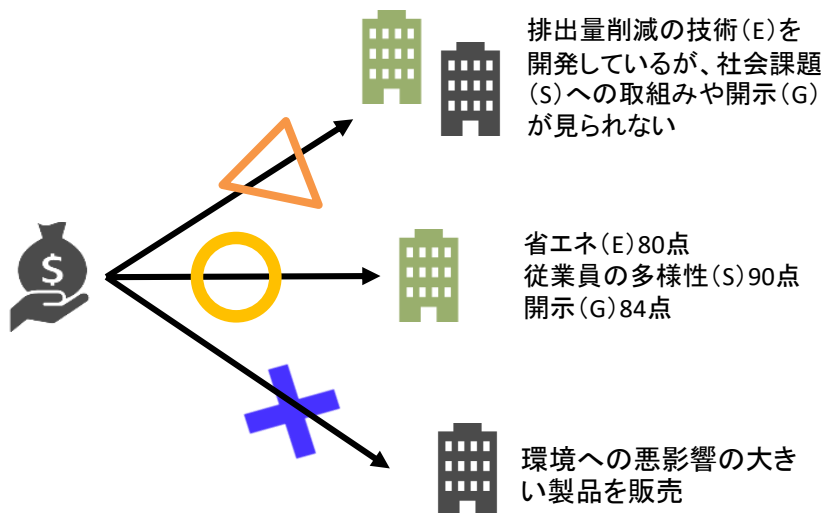 排出量削減の技術(E)を
開発しているが、社会課題
(S)への取組みや開示(G)
が見られない
$
省エネ(E)80点
従業員の多様性(S)90点
開示(G)84点
環境への悪影響の大き
い製品を販売